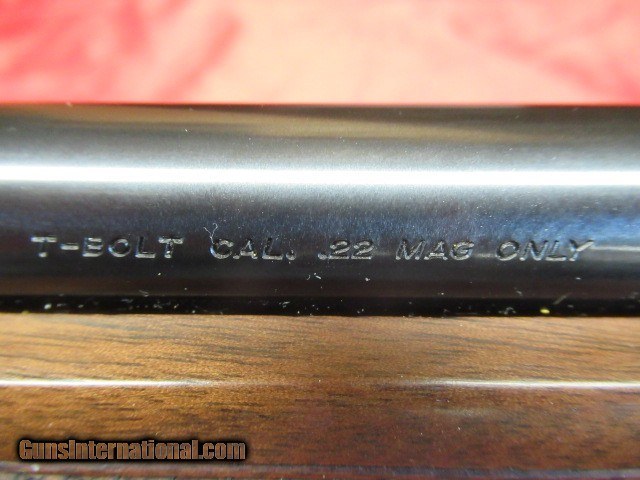 T-BOLT CAL. .22 MAG ONLY
GunsInternational.com